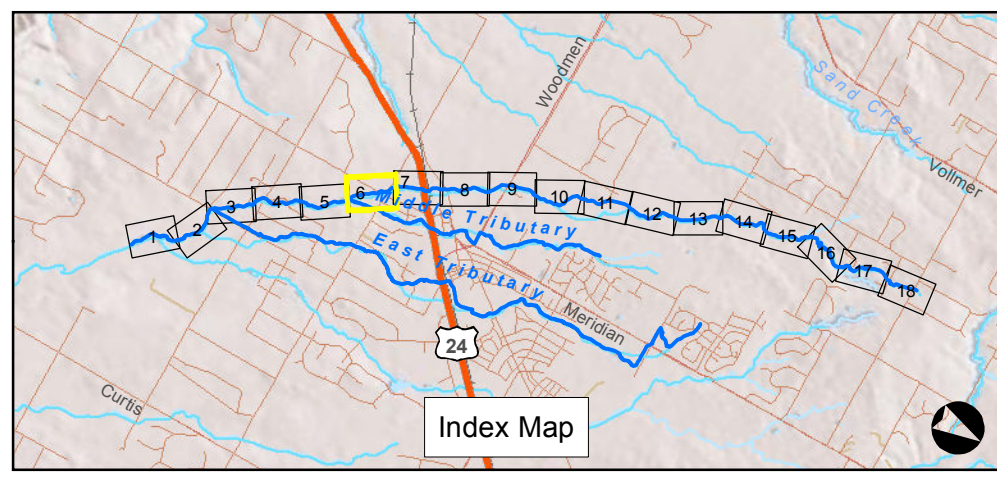 Woodmen
Sand Creek
Vollmer
1
2
3
4
5
6
7
8
9
10
11
12
13
14
15
16
17
18
Middle Tributary
East Tributary
Meridian
24
Curtis
Index Map